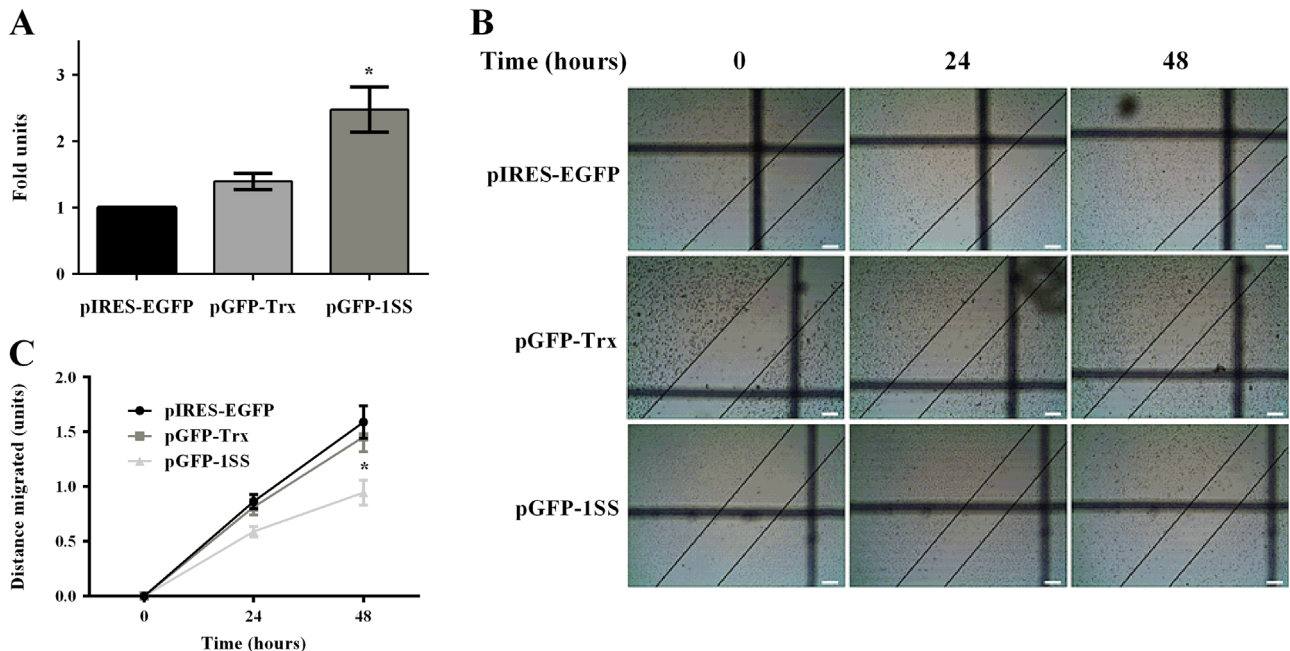 A
Fold units
3
2
1
0
*
pIRES-EGFP pGFP-Trx pGFP-1SS
B
Time (hours) 0 24 48
pIRES-EGFP
pGFP-Trx
pGFP-1SS
C
Distance migrated (units)
2.0
1.5
1.0
0.5
0.0
pIRES-EGFP
pGFP-Trx
pGFP-1SS
*
0 24 48
Time (hours)